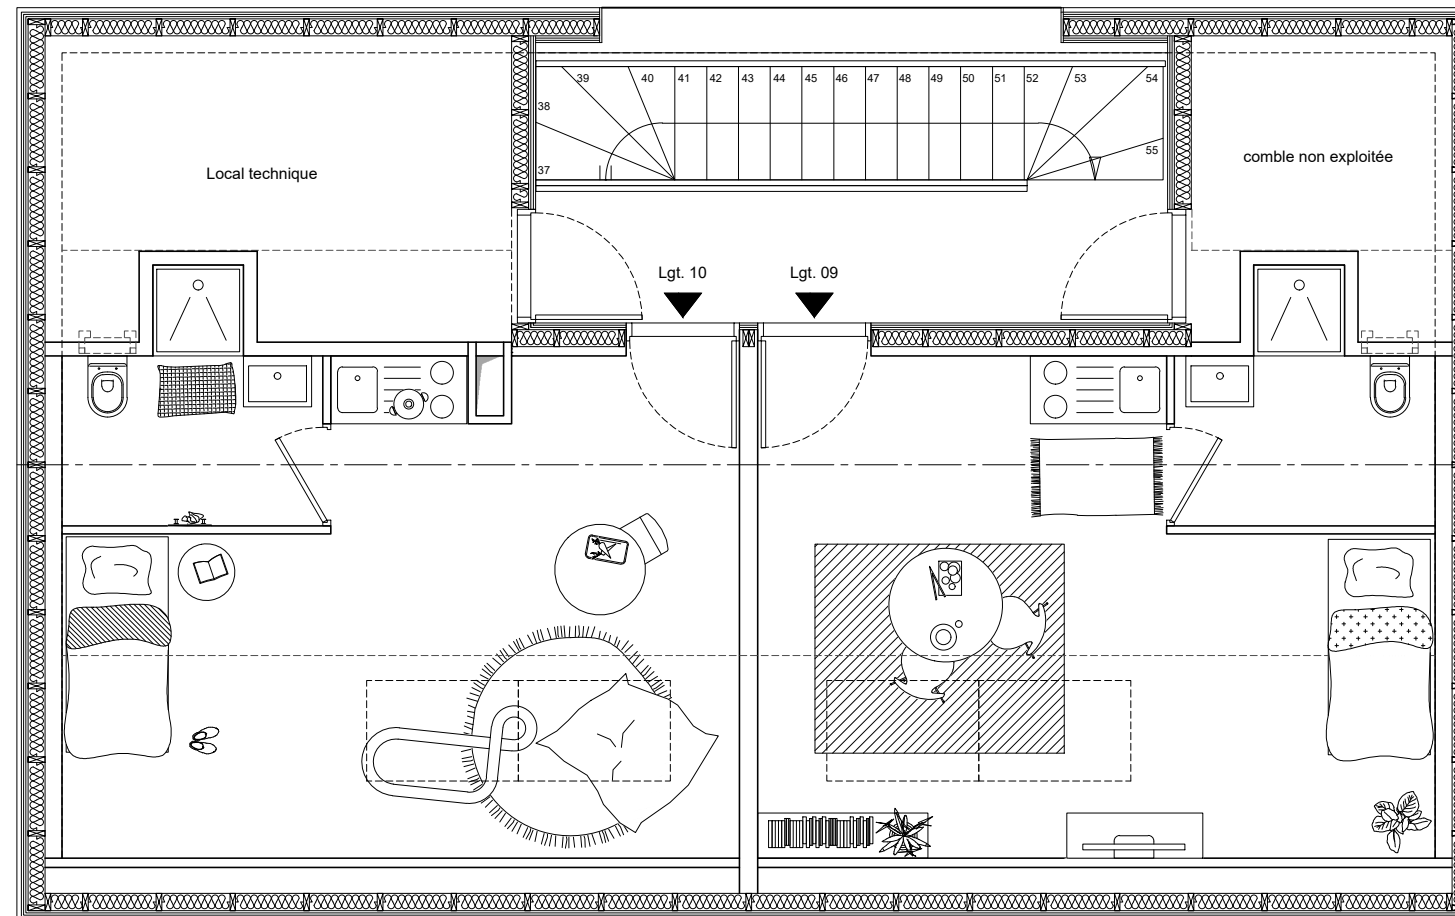 39 40 41 42 43 44 45 46 47 48 49 50 51 52 53 54
38
55
37
Local technique
comble non exploitée
Lgt. 10
Lgt. 09